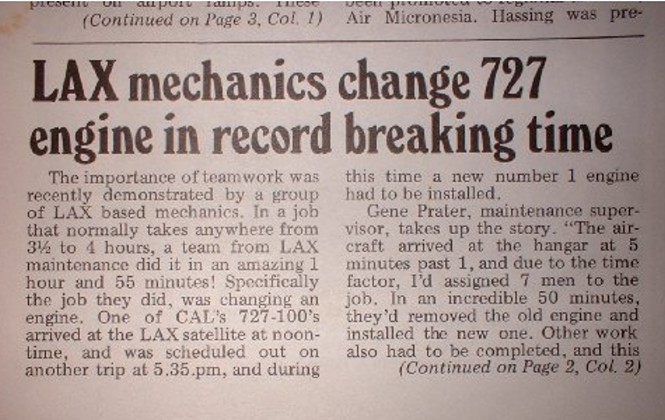 present on airport ramps. These
(Continued on Page 3, Col. 1)
been promoted to
Air Micronesia. Hassing was pre-
LAX mechanics change 727
engine in record breaking time
The importance of teamwork was
recently demonstrated by a group
of LAX based mechanics. In a job
that normally takes anywhere from
3½ to 4 hours, a team from LAX
maintenance did it in an amazing 1
hour and 55 minutes! Specifically
the job they did, was changing an
engine. One of CAL's 727-100's
arrived at the LAX satellite at noon-
time, and was scheduled out on
another trip at 5.35.pm, and during
this time a new number 1 engine
had to be installed.
Gene Prater, maintenance super-
visor, takes up the story. “The air-
craft arrived at the hangar at 5
minutes past 1, and due to the time
factor, I'd assigned 7 men to the
job. In an incredible 50 minutes,
they'd removed the old engine and
installed the new one. Other work
also had to be completed, and this
(Continued on Page 2, Col. 2)